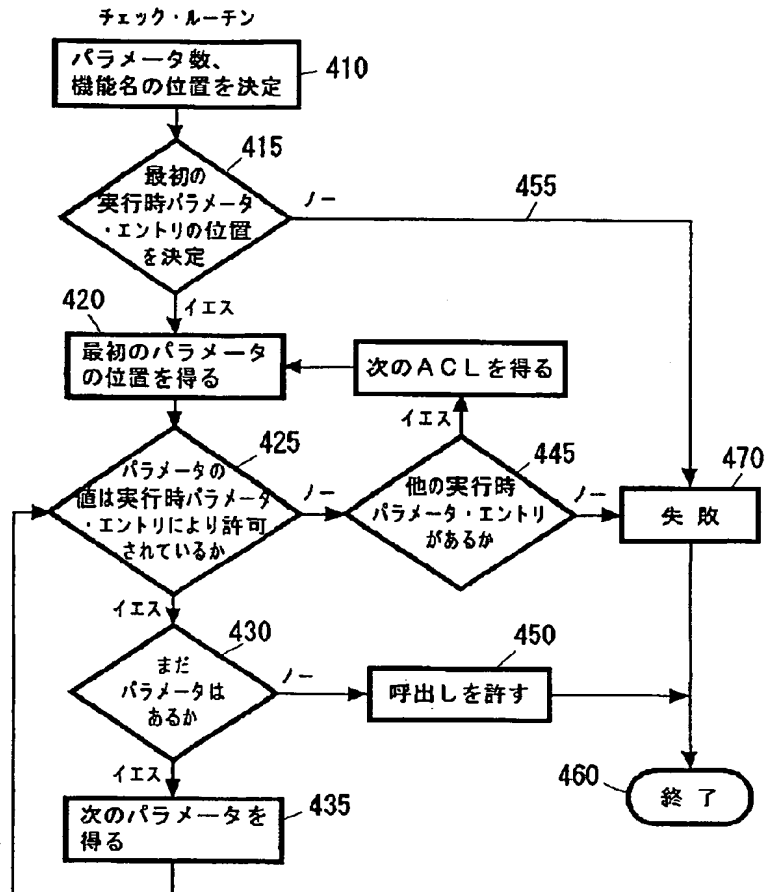 チェック・ルーテン
パラメータ数、
機能名の位置を決定
410
415
最初の
実行時パラメータ
・エントリの位置
を決定
ノー
455
イエス
420
最初のパラメータ
の位置を得る
次のACLを得る
イエス
425
パラメータの
値は実行時パラメータ
・エントリにより許可
されているか
ノー
445
他の実行時
パラメータ・エントリ
があるか
ノー
470
失敗
イエス
430
まだ
パラメータは
あるか
ノー
450
呼出しを許す
イエス
460
終了
次のパラメータを
得る
435